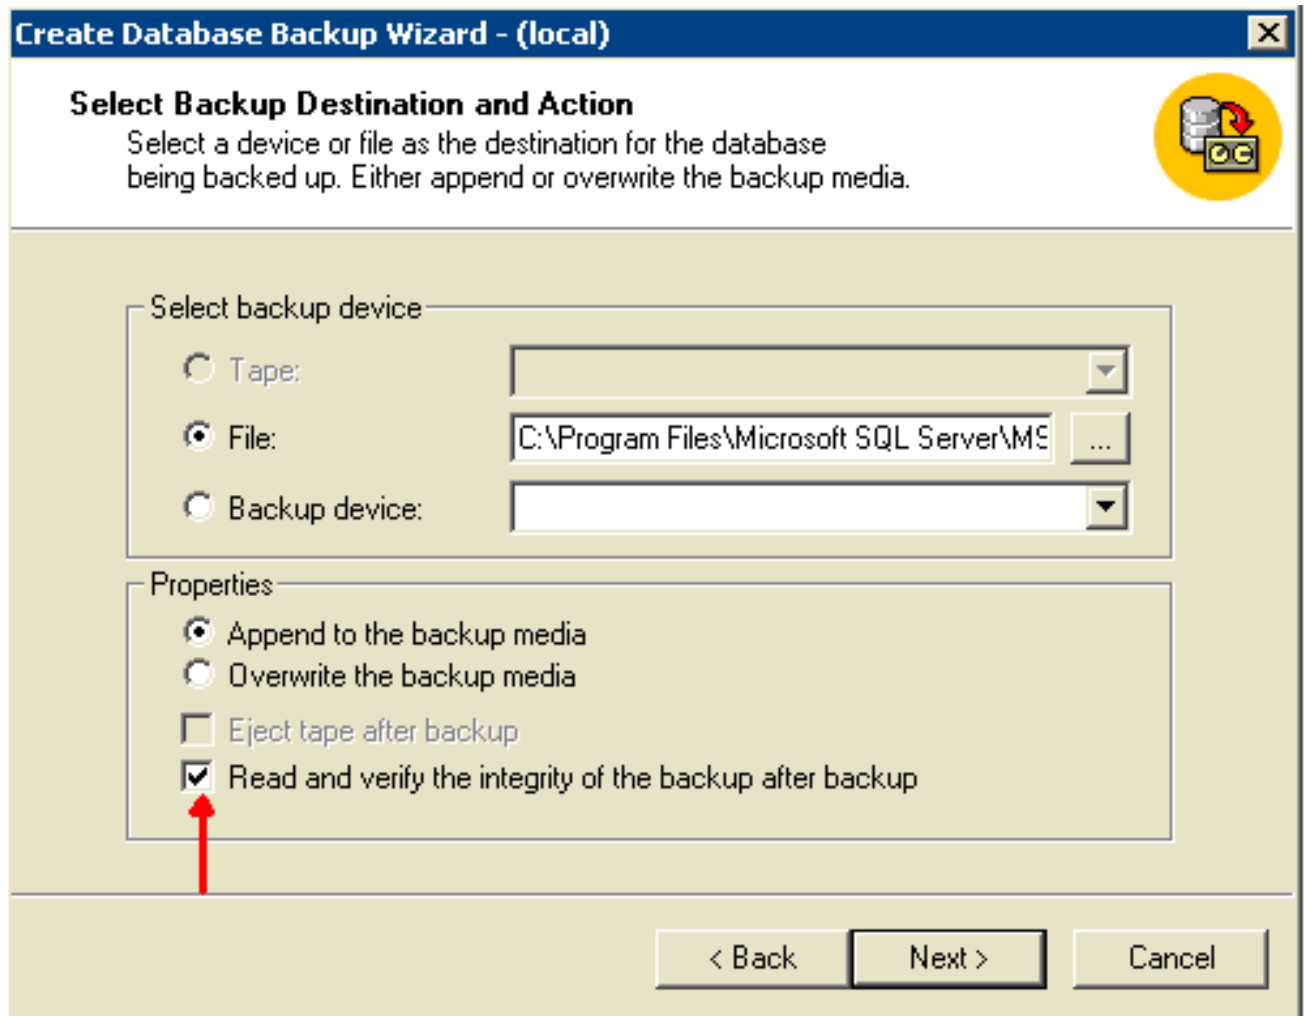 Create Database Backup Wizard - (local)
Select Backup Destination and Action
Select a device or file as the destination for the database
being backed up. Either append or overwrite the backup media.
Select backup device
Tape:
File:
C:\Program Files\Microsoft SQL Server\MS
...
Backup device:
Properties
Append to the backup media
Overwrite the backup media
Eject tape after backup
Read and verify the integrity of the backup after backup
< Back
Next >
Cancel